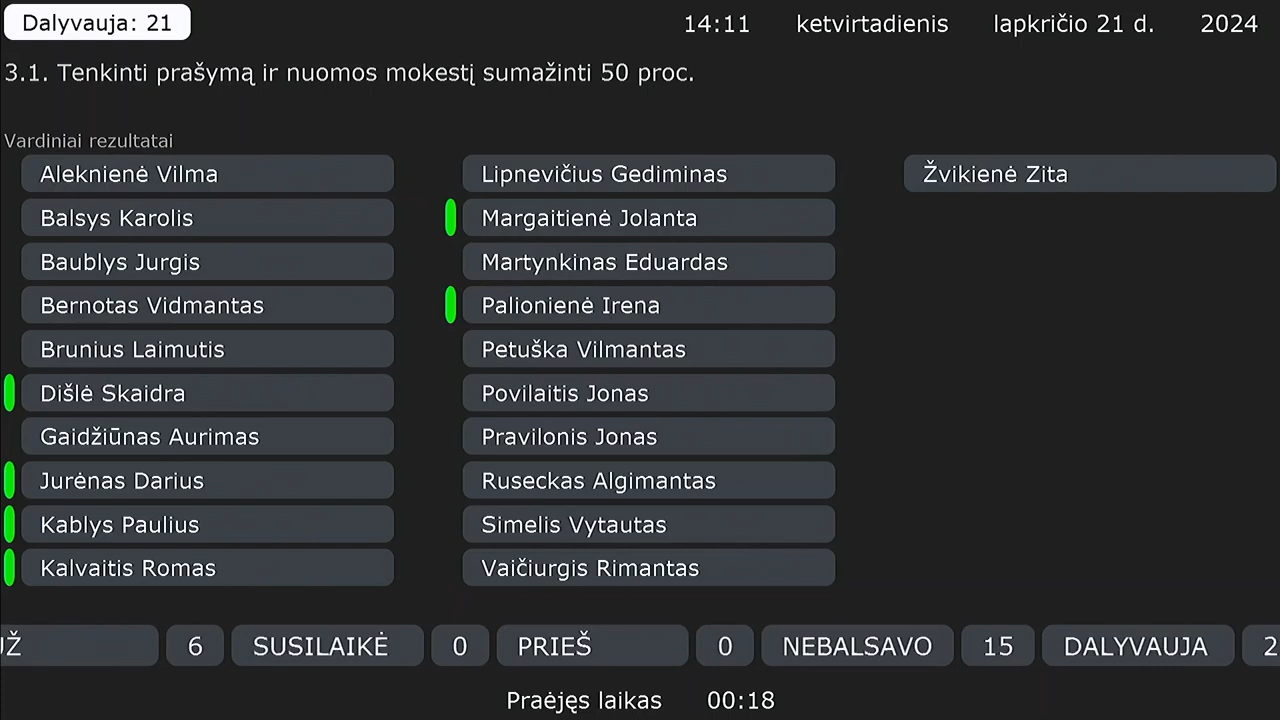 Dalyvauja: 21 14:11 ketvirtadienis lapkričio 21 d. 2024
3.1. Tenkinti prašymą ir nuomos mokestį sumažinti 50 proc.
Vardiniai rezultatai
Aleknienė Vilma
Balsys Karolis
Baublys Jurgis
Bernotas Vidmantas
Brunius Laimutis
Dišlė Skaidra
Gaidžiūnas Aurimas
Jurėnas Darius
Kablys Paulius
Kalvaitis Romas
Lipnevičius Gediminas
Margaitienė Jolanta
Martynkinas Eduardas
Palionienė Irena
Petuška Vilmantas
Povilaitis Jonas
Pravilonis Jonas
Ruseckas Algimantas
Simelis Vytautas
Vaičiurgis Rimantas
Žvikienė Zita
UŽ 6 SUSILAIKĖ 0 PRIEŠ 0 NEBALSAVO 15 DALYVAUJA 2
Praėjęs laikas 00:18